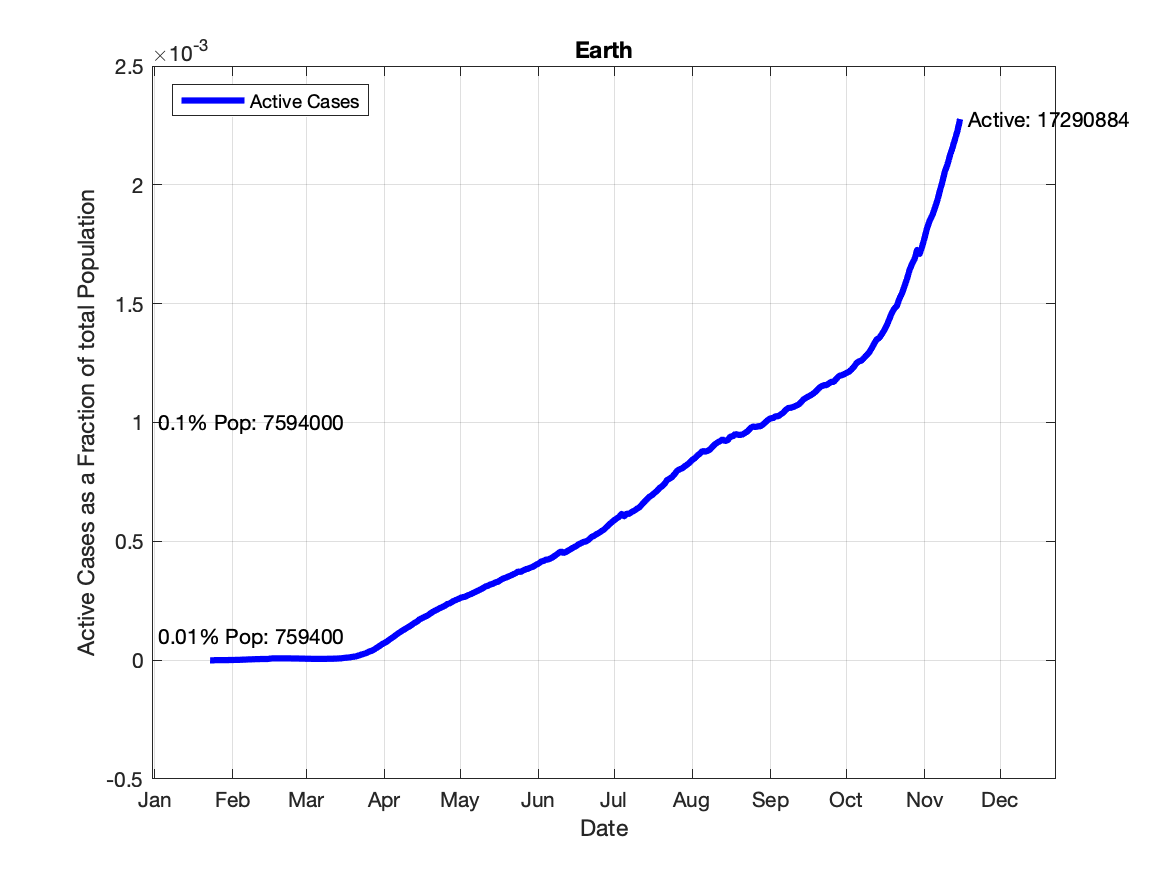 Earth
×10-3
2.5
Active Cases
Active: 17290884
2
1.5
1
0.1% Pop: 7594000
0.5
0.01% Pop: 759400
0
-0.5
Active Cases as a Fraction of total Population
Jan Feb Mar Apr May Jun Jul Aug Sep Oct Nov Dec
Date